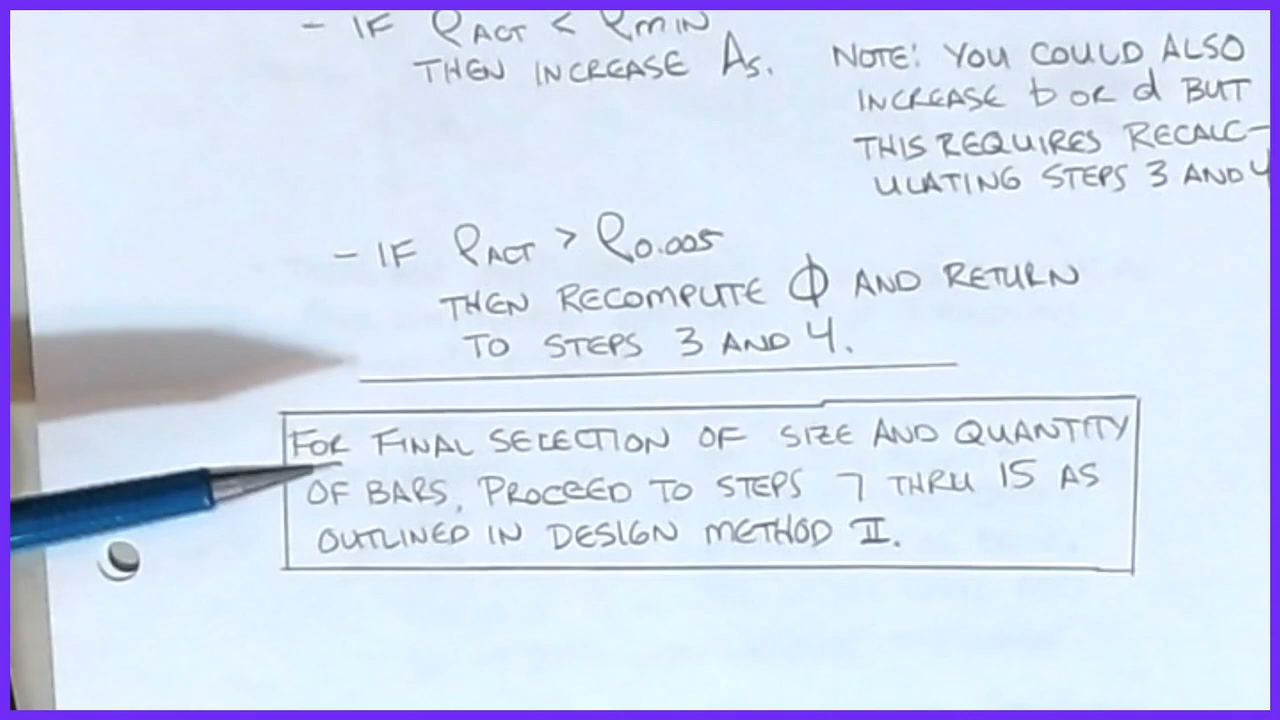 - IF ρACT < ρMIN
THEN INCREASE As.
NOTE: YOU COULD ALSO
INCREASE b OR d BUT
THIS REQUIRES RECALC-
ULATING STEPS 3 AND 4
- IF ρACT > ρ0.005
THEN RECOMPUTE ϕ AND RETURN
TO STEPS 3 AND 4.
FOR FINAL SELECTION OF SIZE AND QUANTITY
OF BARS, PROCEED TO STEPS 7 THRU 15 AS
OUTLINED IN DESIGN METHOD II.